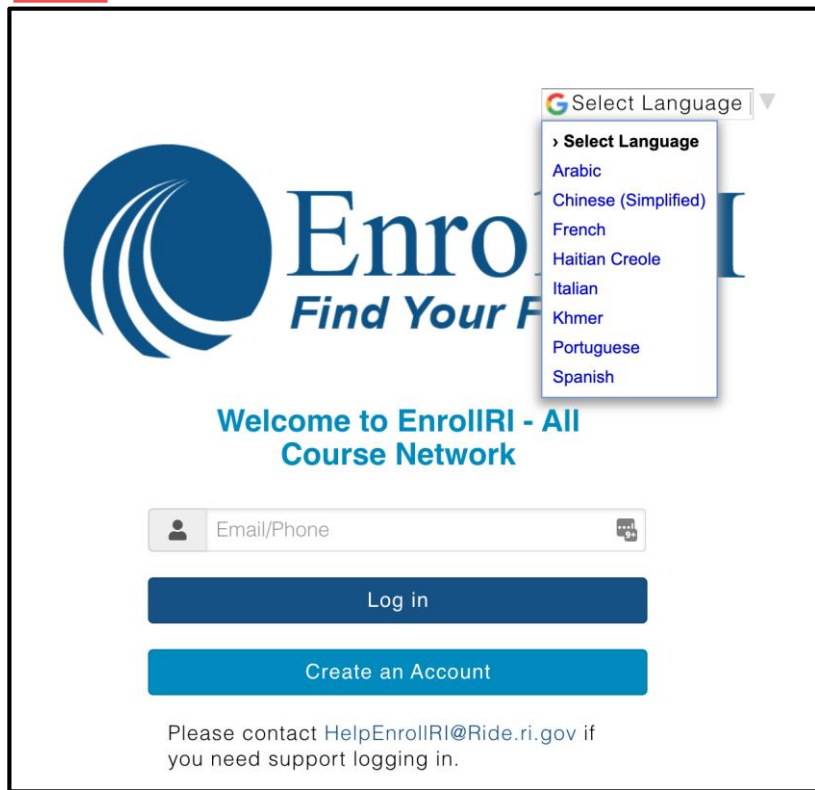 Select Language
› Select Language
Arabic
Chinese (Simplified)
French
Haitian Creole
Italian
Khmer
Portuguese
Spanish
Enro I
Find Your F
Welcome to EnrollRI - All
Course Network
Email/Phone
9+
Log in
Create an Account
Please contact HelpEnrollRI@Ride.ri.gov if
you need support logging in.